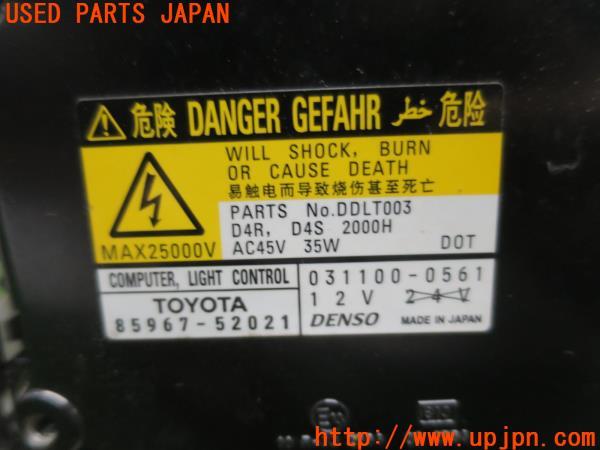 USED PARTS JAPAN
危険 DANGER GEFAHR خطر 危险
WILL SHOCK, BURN
OR CAUSE DEATH
易触电而导致烧伤甚至死亡
MAX25000V
PARTS No.DDLT003
D4R, D4S 2000H
AC45V 35W DOT
COMPUTER, LIGHT CONTROL
TOYOTA
85967-52021
031100-0561
12V 24V
DENSO MADE IN JAPAN
【 www.upjpn.com 】